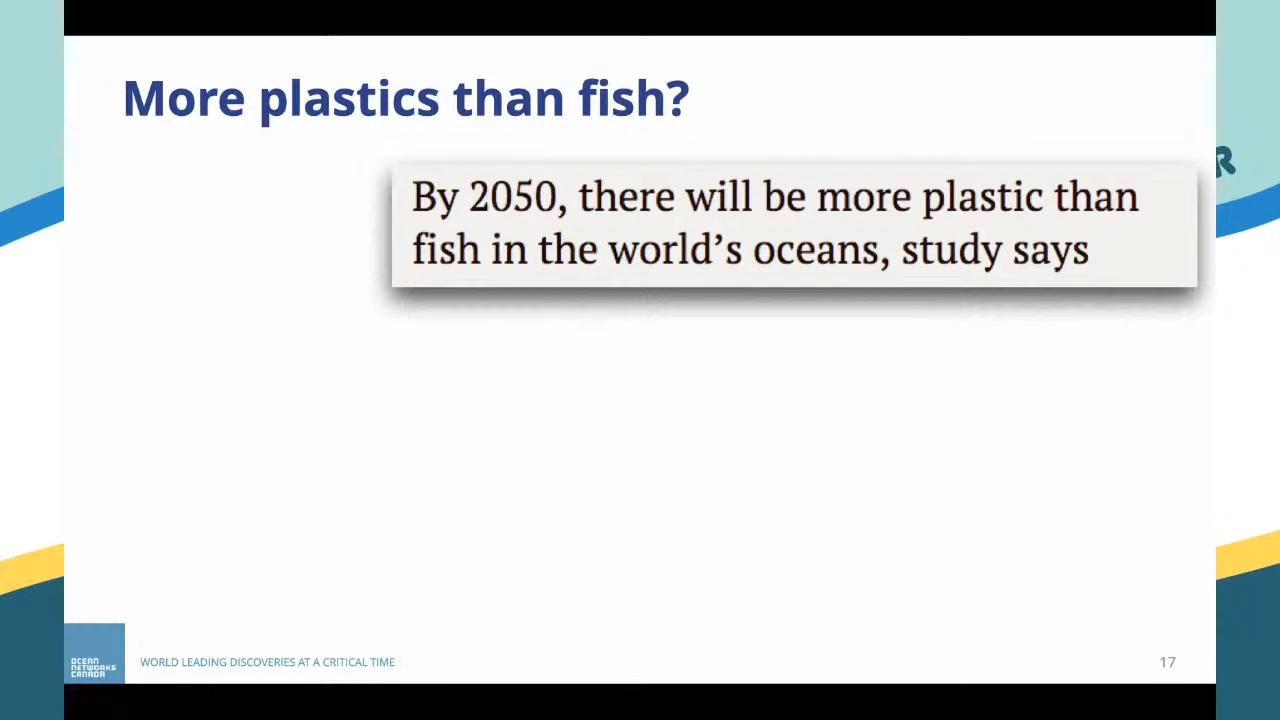 More plastics than fish?
By 2050, there will be more plastic than
fish in the world’s oceans, study says
R
OCEAN
NETWORKS
CANADA
WORLD LEADING DISCOVERIES AT A CRITICAL TIME
17